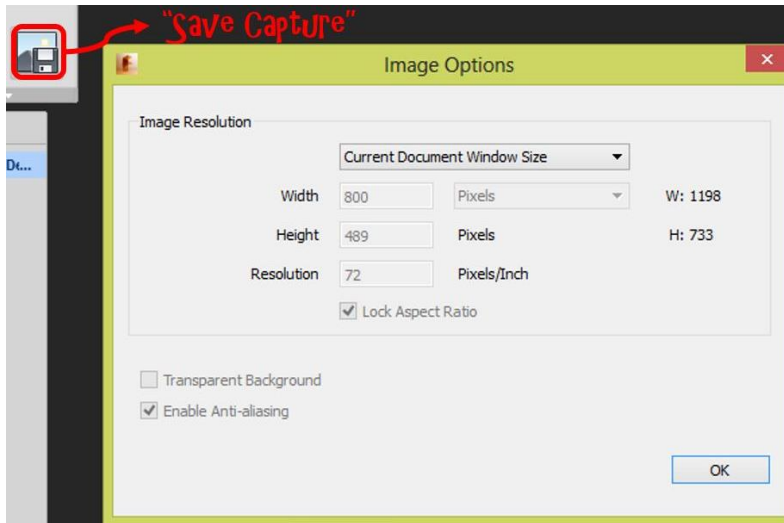 "Save Capture"
Image Options
Image Resolution
De...
Current Document Window Size
Width 800 Pixels W: 1198
Height 489 Pixels H: 733
Resolution 72 Pixels/Inch
Lock Aspect Ratio
Transparent Background
Enable Anti-aliasing
OK